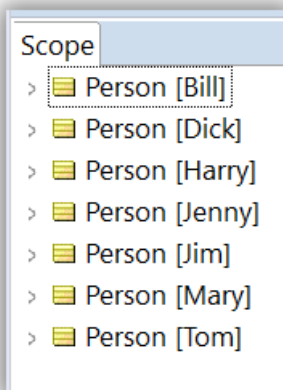 Scope
Person [Bill]
Person [Dick]
Person [Harry]
Person [Jenny]
Person [Jim]
Person [Mary]
Person [Tom]